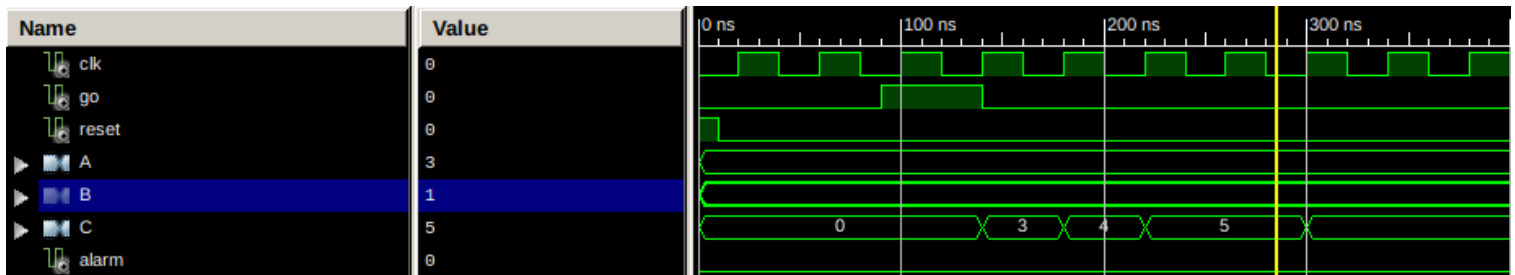 Name Value 0 ns 100 ns 200 ns 300 ns
clk 0
go 0
reset 0
A 3
B 1
C 5 0 3 4 5
alarm 0